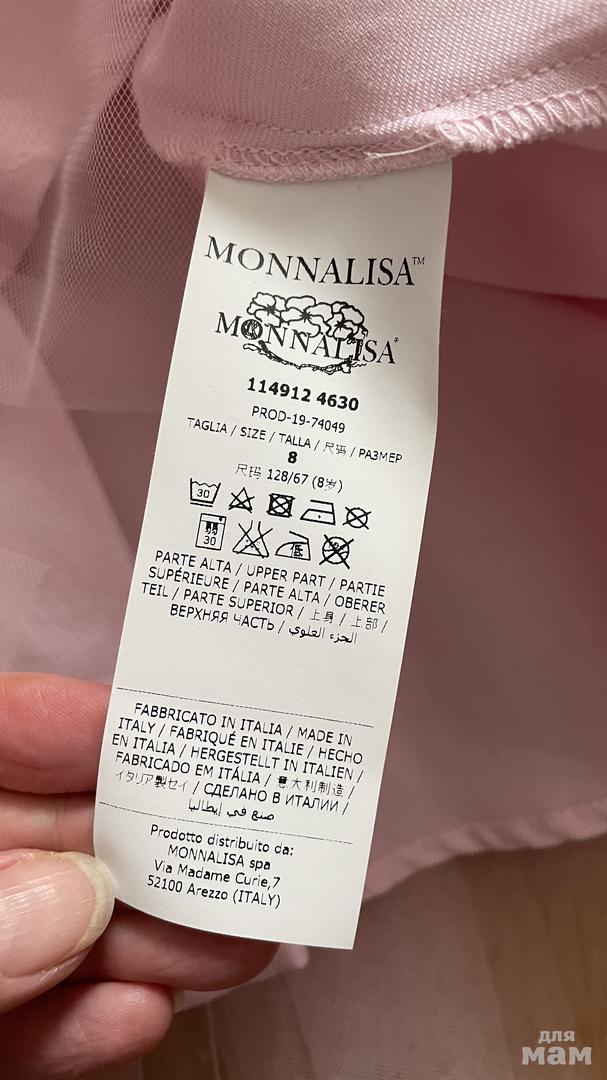 MONNALISA™
MONNALISA
114912 4630
PROD-19-74049
TAGLIA / SIZE / TALLA / 尺码 / РАЗМЕР
8
尺码 128/67 (8岁)
30
30
PARTE ALTA / UPPER PART / PARTIE
SUPÉRIEURE / PARTE ALTA / OBERER
TEIL / PARTE SUPERIOR / 上身 / 上部 /
ВЕРХНЯЯ ЧАСТЬ / الجزء العلوي
FABBRICATO IN ITALIA / MADE IN
ITALY / FABRIQUÉ EN ITALIE / HECHO
EN ITALIA / HERGESTELLT IN ITALIEN /
FABRICADO EM ITÁLIA / 意大利制造 /
イタリア製セイ / СДЕЛАНО В ИТАЛИИ /
صنع في إيطاليا
Prodotto distribuito da:
MONNALISA spa
Via Madame Curie,7
52100 Arezzo (ITALY)
для
мам